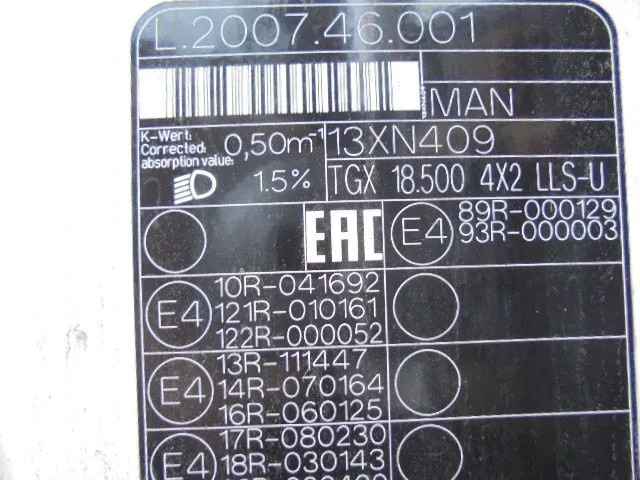 L.2007.46.001
MAN
K-Wert:
Corrected:
absorption value:
0,50m⁻¹
13XN409
1.5%
TGX 18.500 4X2 LLS-U
EAC
E4
89R-000129
93R-000003
E4
10R-041692
121R-010161
122R-000052
E4
13R-111447
14R-070164
16R-060125
E4
17R-080230
18R-030143